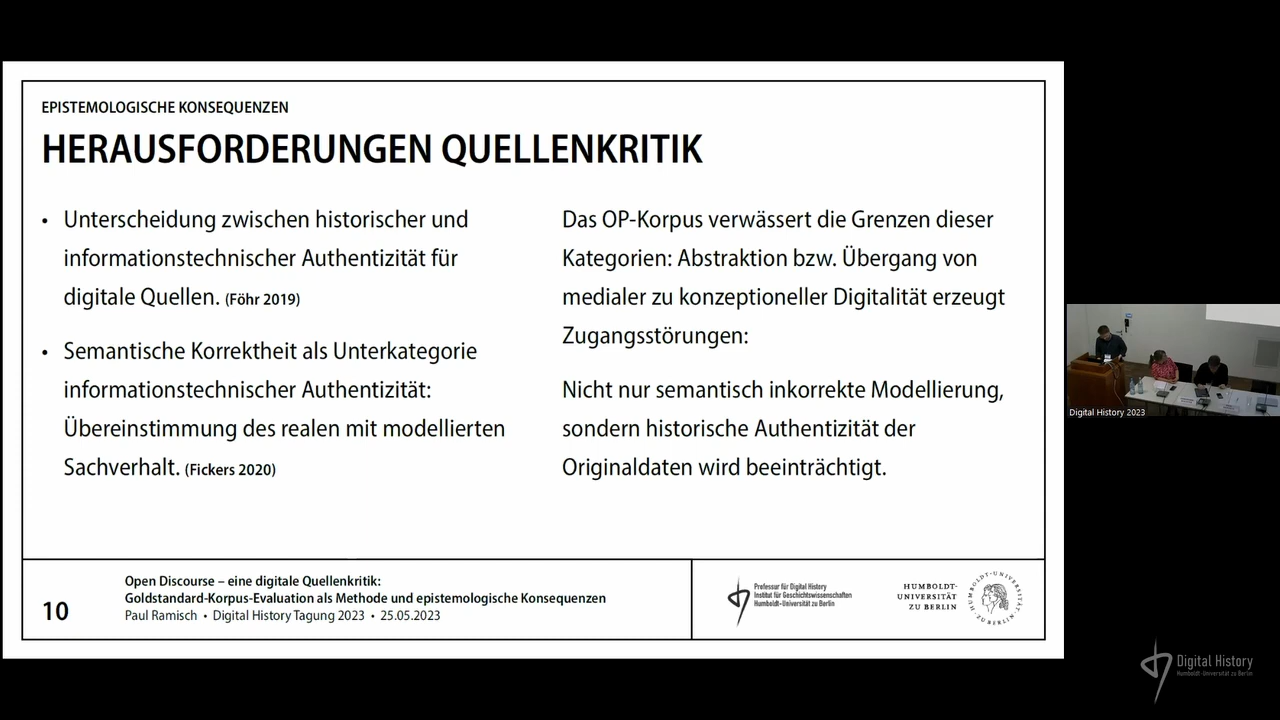 EPISTEMOLOGISCHE KONSEQUENZEN
HERAUSFORDERUNGEN QUELLENKRITIK
• Unterscheidung zwischen historischer und
informationstechnischer Authentizität für
digitale Quellen. (Föhr 2019)
• Semantische Korrektheit als Unterkategorie
informationstechnischer Authentizität:
Übereinstimmung des realen mit modellierten
Sachverhalt. (Fickers 2020)
Das OP-Korpus verwässert die Grenzen dieser
Kategorien: Abstraktion bzw. Übergang von
medialer zu konzeptioneller Digitalität erzeugt
Zugangsstörungen:
Nicht nur semantisch inkorrekte Modellierung,
sondern historische Authentizität der
Originaldaten wird beeinträchtigt.
10
Open Discourse – eine digitale Quellenkritik:
Goldstandard-Korpus-Evaluation als Methode und epistemologische Konsequenzen
Paul Ramisch • Digital History Tagung 2023 • 25.05.2023
Professur für Digital History
Institut für Geschichtswissenschaften
Humboldt-Universität zu Berlin
HUMBOLDT-
UNIVERSITÄT
ZU BERLIN
HUMBOLDT-UNIVERSITÄT ZU BERLIN
Digital History 2023
Digital History
Humboldt-Universität zu Berlin